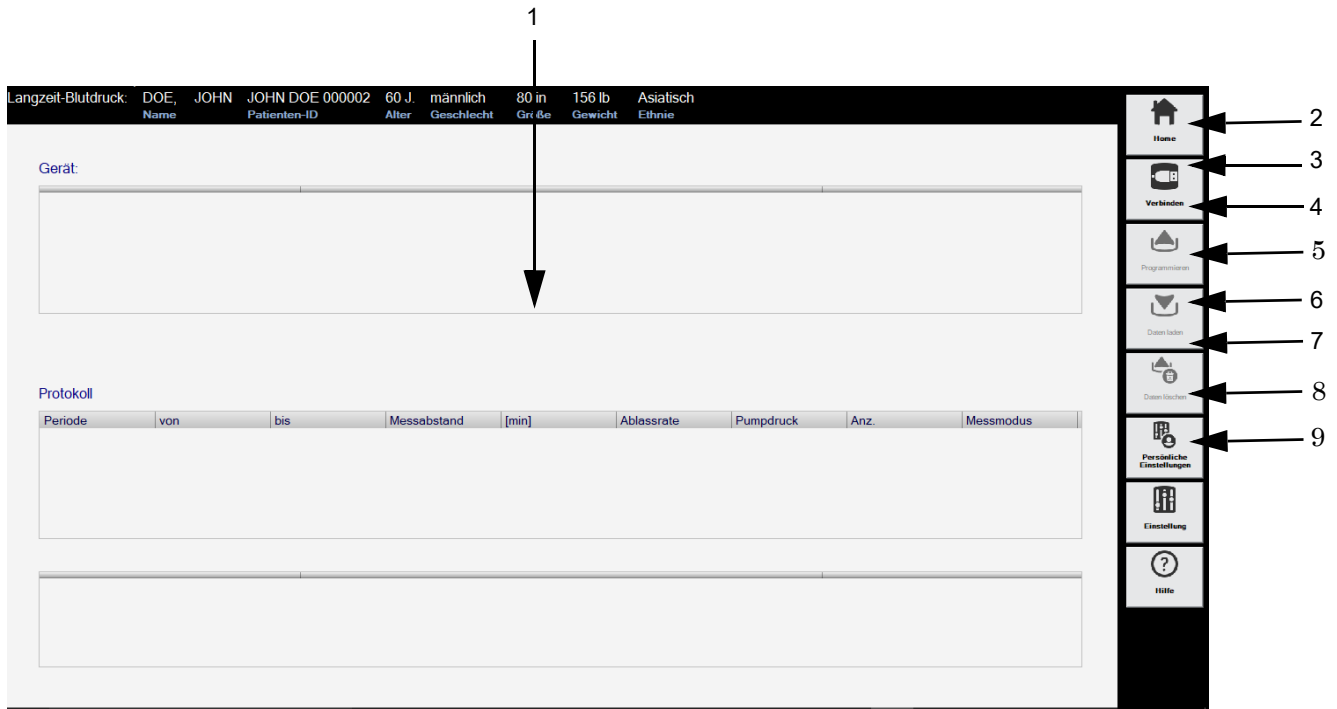 1
Langzeit-Blutdruck: DOE, JOHN JOHN DOE 000002 60 J. männlich 80 in 156 lb Asiatisch
Name Patienten-ID Alter Geschlecht Größe Gewicht Ethnie
Gerät:
Protokoll
Periode von bis Messabstand [min] Ablassrate Pumpdruck Anz. Messmodus
Home
Verbinden
Programmieren
Daten laden
Daten löschen
Persönliche
Einstellungen
Einstellung
?
Hilfe
2
3
4
5
6
7
8
9